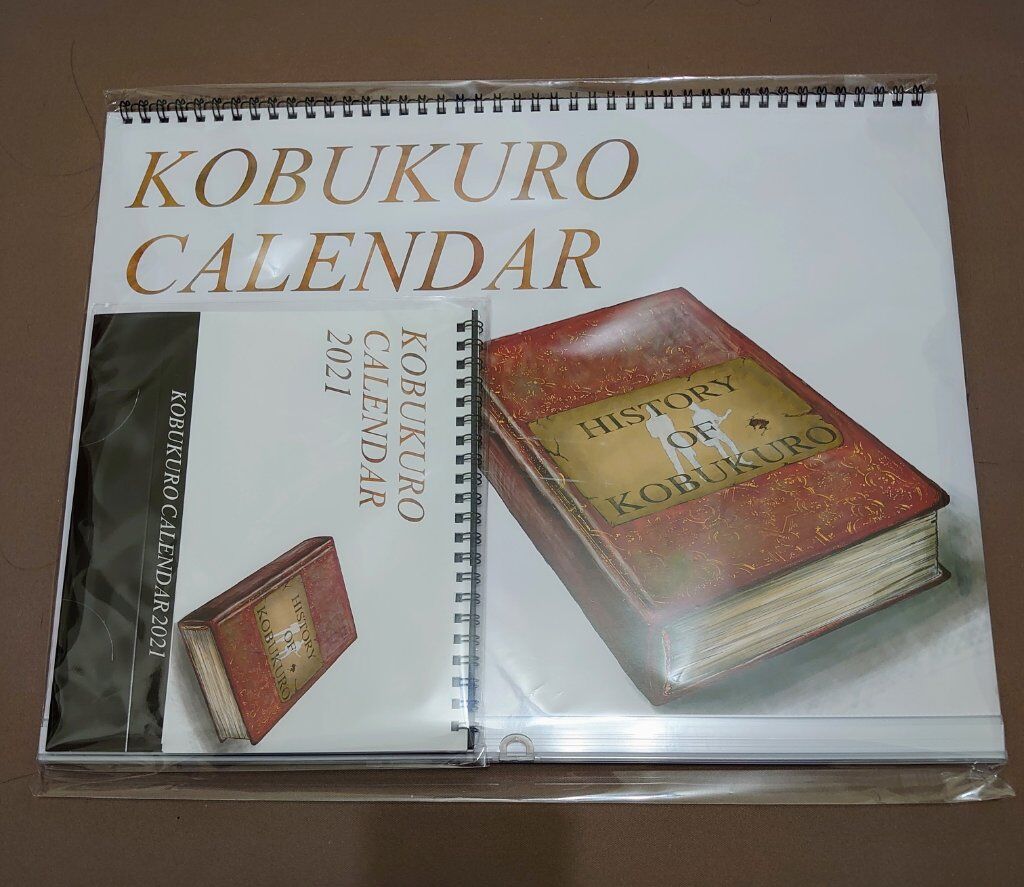 KOBUKURO
CALENDAR
HISTORY
OF
KOBUKURO
KOBUKURO
CALENDAR
2021
KOBUKURO CALENDAR2021
HISTORY
OF
KOBUKURO